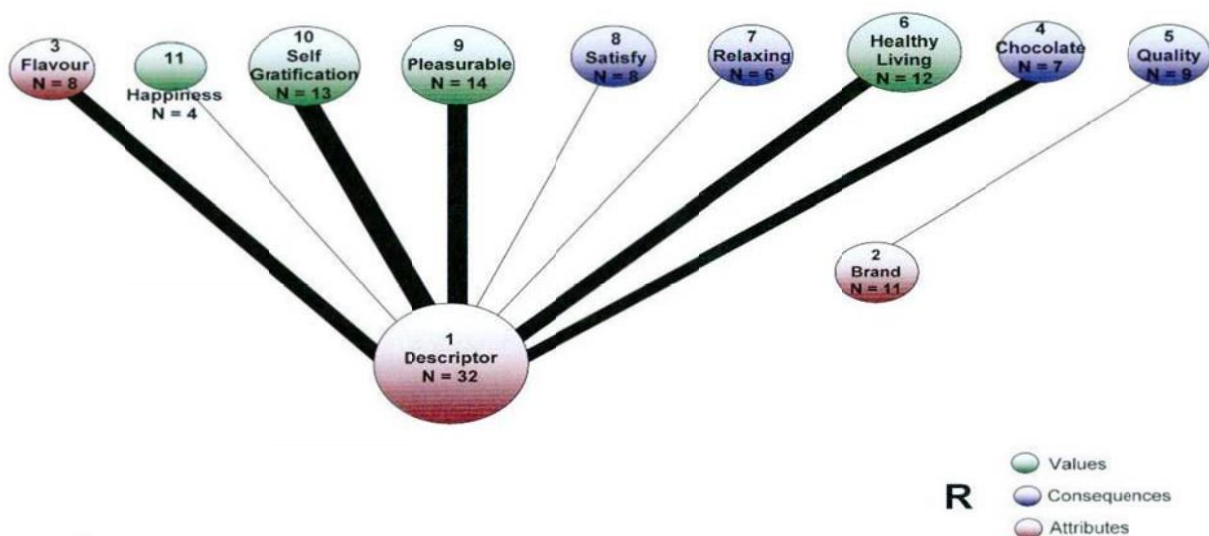 3
Flavour
N = 8
11
Happiness
N = 4
10
Self
Gratification
N = 13
9
Pleasurable
N = 14
8
Satisfy
N = 8
7
Relaxing
N = 6
6
Healthy
Living
N = 12
4
Chocolate
N = 7
5
Quality
N = 9
2
Brand
N = 11
1
Descriptor
N = 32
R
Values
Consequences
Attributes